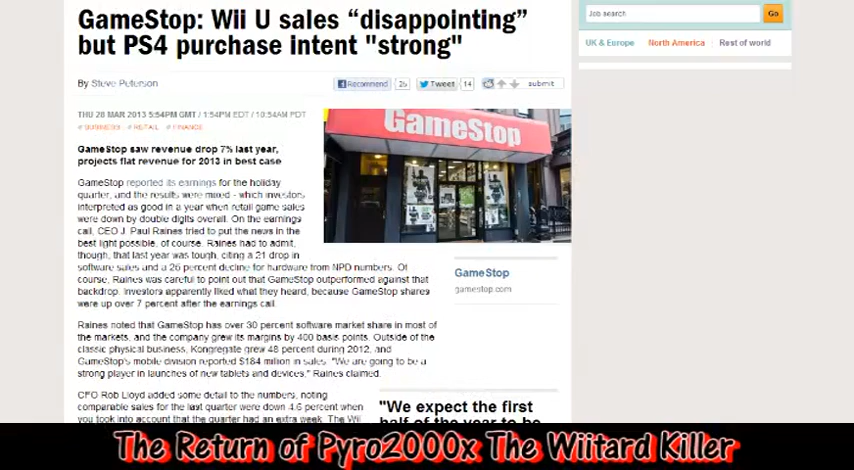 GameStop: Wii U sales “disappointing”
but PS4 purchase intent "strong"
By Steve Peterson
Recommend
Tweet
14
submit
THU 28 MAR 2013 5:54PM GMT / 1:54PM EDT / 10:54AM PDT
# BUSINESS # RETAIL # FINANCE
GameStop saw revenue drop 7% last year,
projects flat revenue for 2013 in best case
GameStop reported its earnings for the holiday
quarter, and the results were mixed - which investors
interpreted as good in a year when retail game sales
were down by double digits overall. On the earnings
call, CEO J. Paul Raines tried to put the news in the
best light possible, of course. Raines had to admit,
though, that last year was tough, citing a 21 drop in
software sales and a 26 percent decline for hardware from NPD numbers. Of
course, Raines was careful to point out that GameStop outperformed against that
backdrop. Investors apparently liked what they heard, because GameStop shares
were up over 7 percent after the earnings call.
Raines noted that GameStop has over 30 percent software market share in most of
the markets, and the company grew its margins by 400 basis points. Outside of the
classic physical business, Kongregate grew 48 percent during 2012, and
GameStop's mobile division reported $184 million in sales. "We are going to be a
strong player in launches of new tablets and devices," Raines claimed.
CFO Rob Lloyd added some detail to the numbers, noting
comparable sales for the last quarter were down 4.6 percent when
you took into account that the quarter had an extra week. The Wii
GameStop
GameStop
gamestop.com
"We expect the first
half of the year to be
Job search
Go
UK & Europe
North America
Rest of world
The Return of Pyro2000x The Wiitard Killer